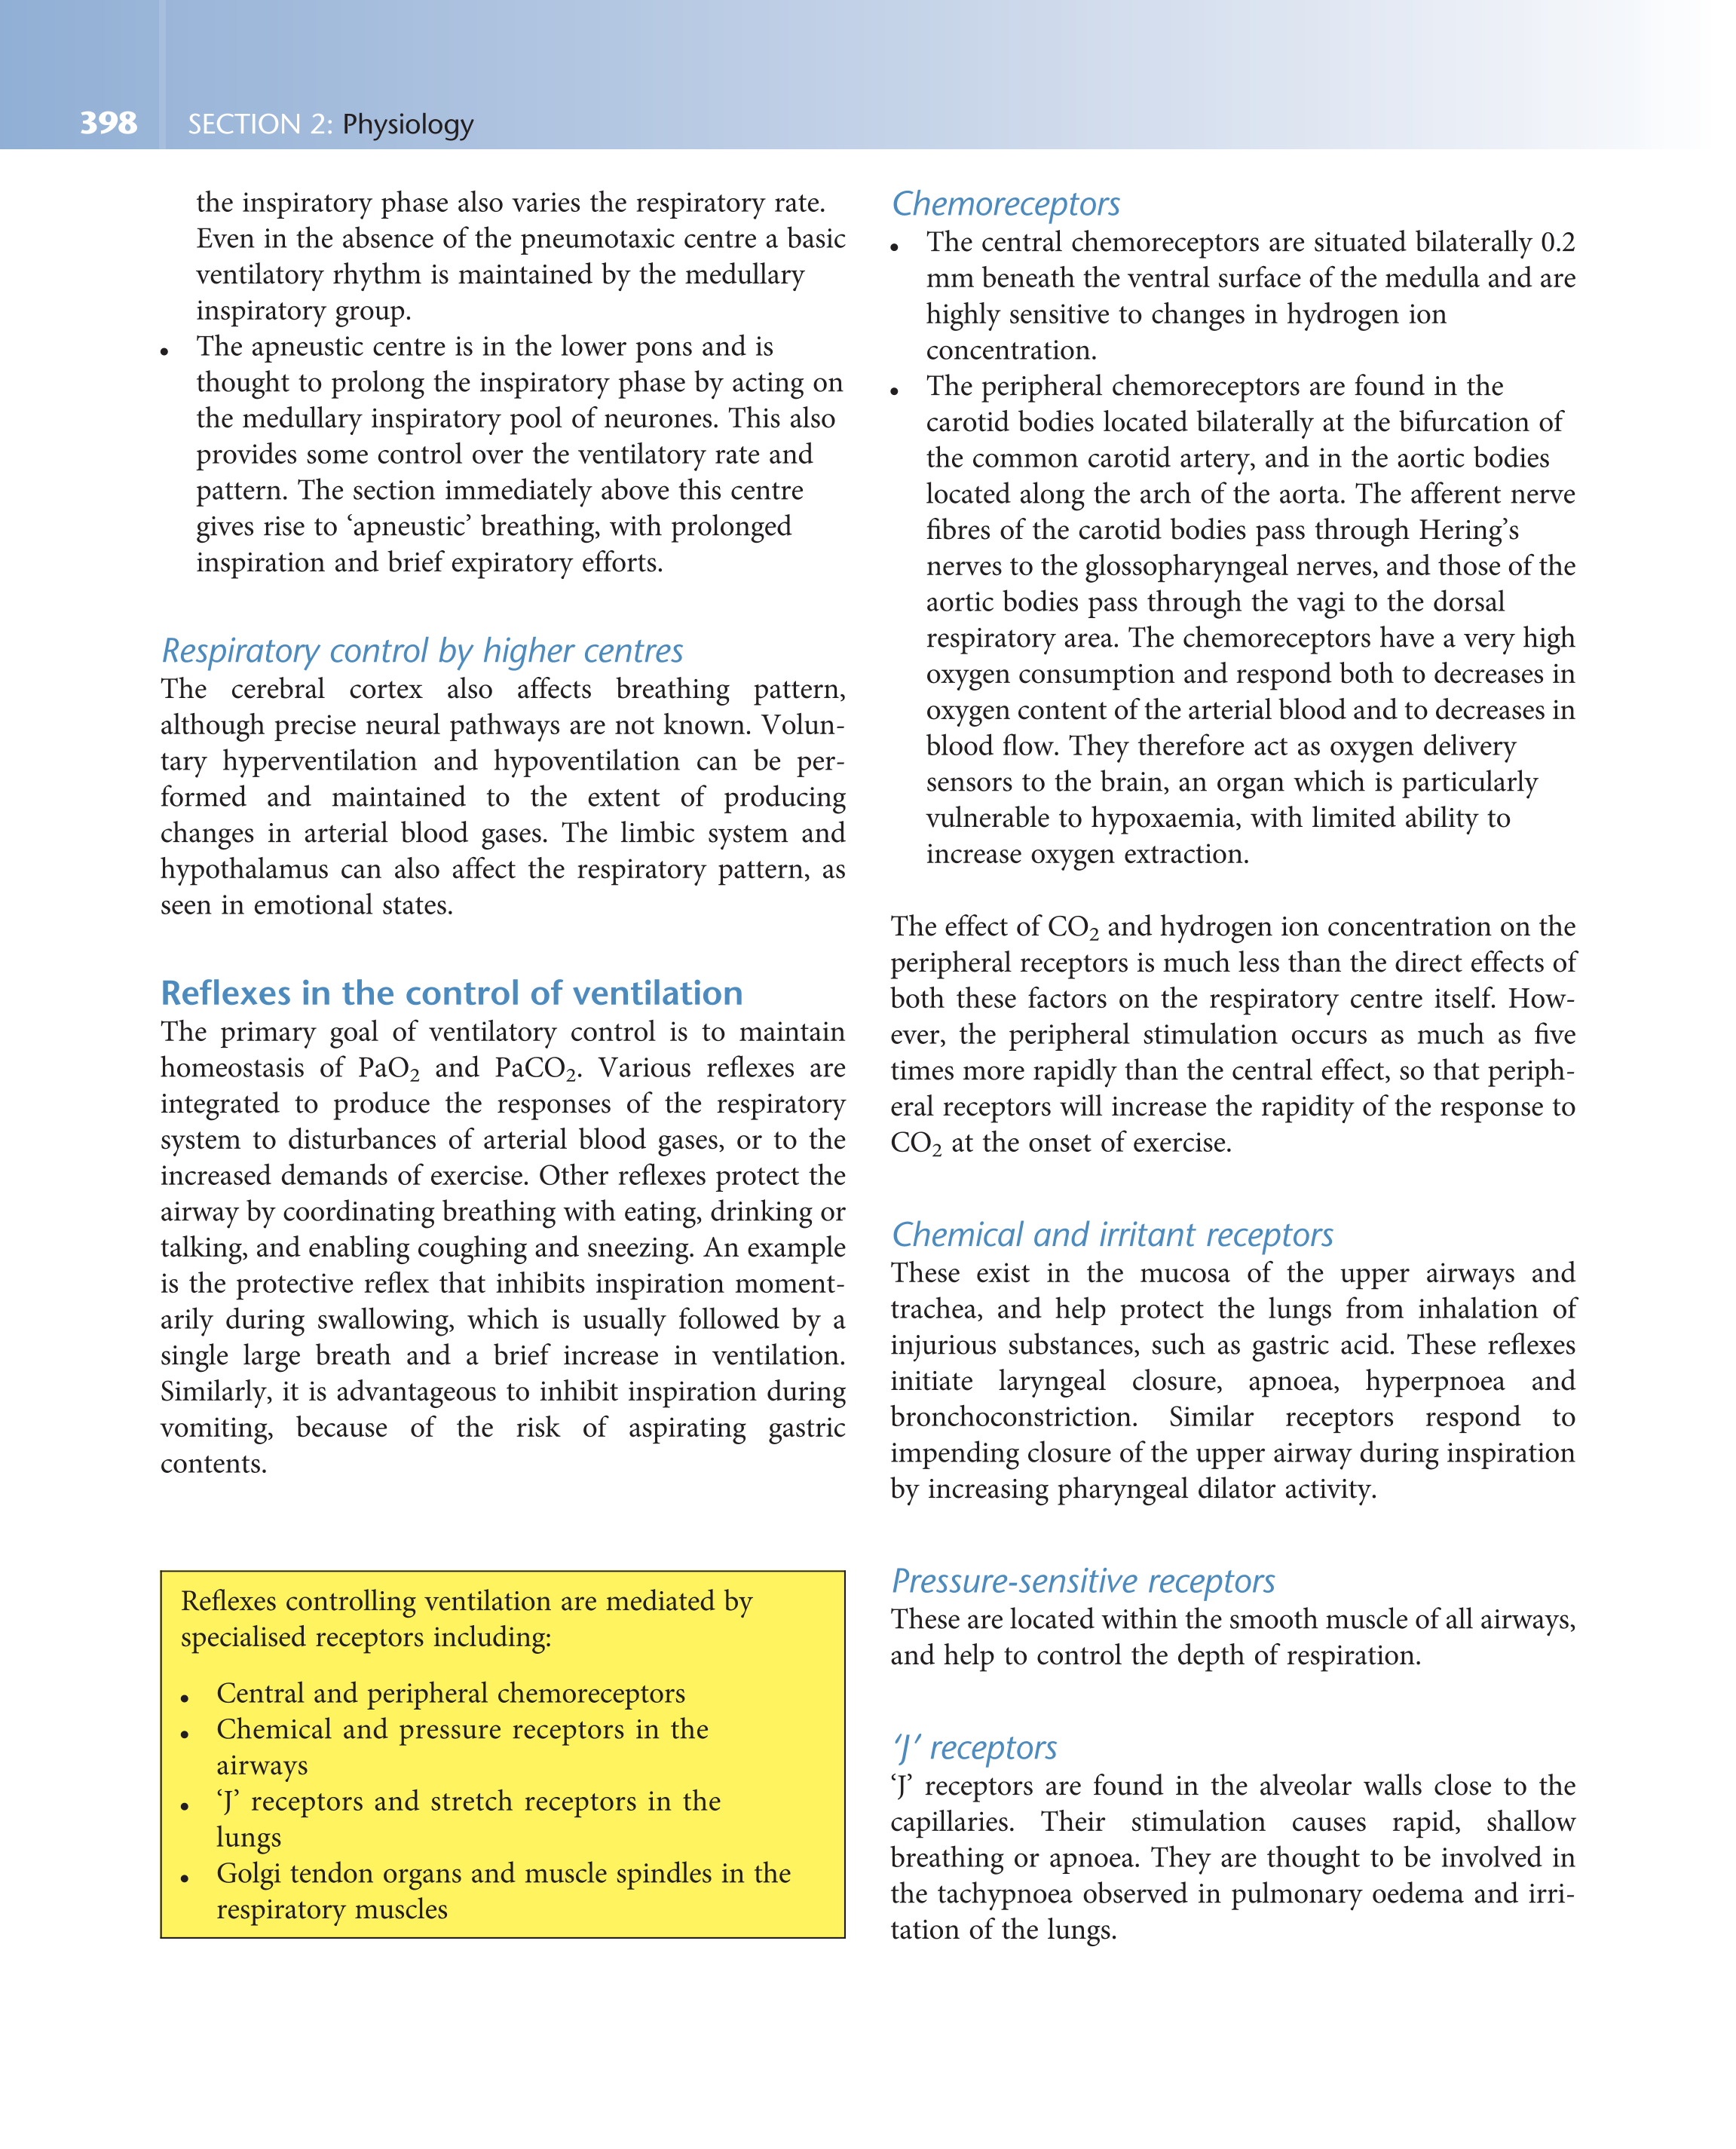 398 SECTION 2: Physiology
the inspiratory phase also varies the respiratory rate.
Even in the absence of the pneumotaxic centre a basic
ventilatory rhythm is maintained by the medullary
inspiratory group.
• The apneustic centre is in the lower pons and is
thought to prolong the inspiratory phase by acting on
the medullary inspiratory pool of neurones. This also
provides some control over the ventilatory rate and
pattern. The section immediately above this centre
gives rise to ‘apneustic’ breathing, with prolonged
inspiration and brief expiratory efforts.
Respiratory control by higher centres
The cerebral cortex also affects breathing pattern,
although precise neural pathways are not known. Volun-
tary hyperventilation and hypoventilation can be per-
formed and maintained to the extent of producing
changes in arterial blood gases. The limbic system and
hypothalamus can also affect the respiratory pattern, as
seen in emotional states.
Reflexes in the control of ventilation
The primary goal of ventilatory control is to maintain
homeostasis of PaO₂ and PaCO₂. Various reflexes are
integrated to produce the responses of the respiratory
system to disturbances of arterial blood gases, or to the
increased demands of exercise. Other reflexes protect the
airway by coordinating breathing with eating, drinking or
talking, and enabling coughing and sneezing. An example
is the protective reflex that inhibits inspiration moment-
arily during swallowing, which is usually followed by a
single large breath and a brief increase in ventilation.
Similarly, it is advantageous to inhibit inspiration during
vomiting, because of the risk of aspirating gastric
contents.
Reflexes controlling ventilation are mediated by
specialised receptors including:
• Central and peripheral chemoreceptors
• Chemical and pressure receptors in the
airways
• ‘J’ receptors and stretch receptors in the
lungs
• Golgi tendon organs and muscle spindles in the
respiratory muscles
Chemoreceptors
• The central chemoreceptors are situated bilaterally 0.2
mm beneath the ventral surface of the medulla and are
highly sensitive to changes in hydrogen ion
concentration.
• The peripheral chemoreceptors are found in the
carotid bodies located bilaterally at the bifurcation of
the common carotid artery, and in the aortic bodies
located along the arch of the aorta. The afferent nerve
fibres of the carotid bodies pass through Hering’s
nerves to the glossopharyngeal nerves, and those of the
aortic bodies pass through the vagi to the dorsal
respiratory area. The chemoreceptors have a very high
oxygen consumption and respond both to decreases in
oxygen content of the arterial blood and to decreases in
blood flow. They therefore act as oxygen delivery
sensors to the brain, an organ which is particularly
vulnerable to hypoxaemia, with limited ability to
increase oxygen extraction.
The effect of CO₂ and hydrogen ion concentration on the
peripheral receptors is much less than the direct effects of
both these factors on the respiratory centre itself. How-
ever, the peripheral stimulation occurs as much as five
times more rapidly than the central effect, so that periph-
eral receptors will increase the rapidity of the response to
CO₂ at the onset of exercise.
Chemical and irritant receptors
These exist in the mucosa of the upper airways and
trachea, and help protect the lungs from inhalation of
injurious substances, such as gastric acid. These reflexes
initiate laryngeal closure, apnoea, hyperpnoea and
bronchoconstriction. Similar receptors respond to
impending closure of the upper airway during inspiration
by increasing pharyngeal dilator activity.
Pressure-sensitive receptors
These are located within the smooth muscle of all airways,
and help to control the depth of respiration.
‘J’ receptors
‘J’ receptors are found in the alveolar walls close to the
capillaries. Their stimulation causes rapid, shallow
breathing or apnoea. They are thought to be involved in
the tachypnoea observed in pulmonary oedema and irri-
tation of the lungs.